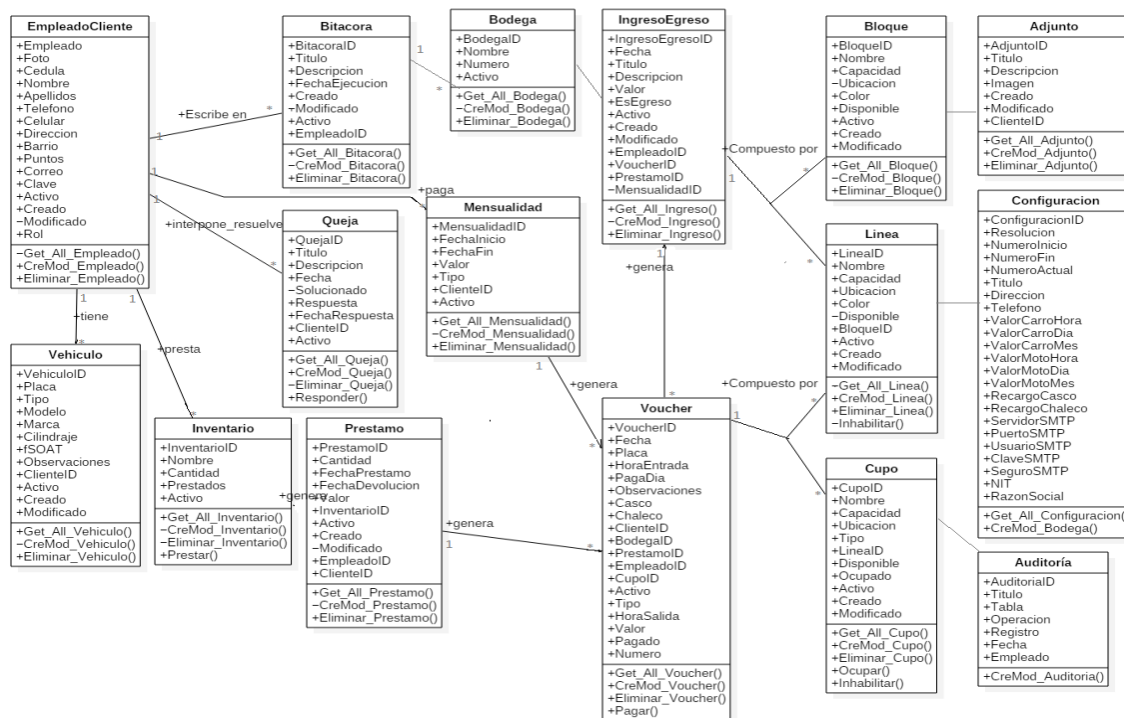 EmpleadoCliente
+Empleado
+Foto
+Cedula
+Nombre
+Apellidos
+Telefono
+Celular
+Direccion
+Barrio
+Puntos
+Correo
+Clave
+Activo
+Creado
−Modificado
+Rol
−Get_All_Empleado()
+CreMod_Empleado()
+Eliminar_Empleado()
1
+Escribe en
*
1
1
+paga
*
1
+interpone_resuelve
*
1
+tiene
*
1
+presta
*
Bitacora
+BitacoraID
+Titulo
+Descripcion
+FechaEjecucion
+Creado
−Modificado
+Activo
+EmpleadoID
+Get_All_Bitacora()
−CreMod_Bitacora()
+Eliminar_Bitacora()
1
*
Bodega
+BodegaID
+Nombre
+Numero
+Activo
+Get_All_Bodega()
−CreMod_Bodega()
+Eliminar_Bodega()
IngresoEgreso
+IngresoEgresoID
+Fecha
+Titulo
+Descripcion
+Valor
+EsEgreso
+Activo
+Creado
+Modificado
+EmpleadoID
+VoucherID
+PrestamoID
−MensualidadID
+Get_All_Ingreso()
−CreMod_Ingreso()
+Eliminar_Ingreso()
+Compuesto por
1
*
*
1
+genera
*
Bloque
+BloqueID
+Nombre
+Capacidad
−Ubicacion
+Color
+Disponible
+Activo
+Creado
+Modificado
+Get_All_Bloque()
−CreMod_Bloque()
+Eliminar_Bloque()
Adjunto
+AdjuntoID
+Titulo
+Descripcion
−Imagen
+Creado
+Modificado
+ClienteID
+Get_All_Adjunto()
+CreMod_Adjunto()
+Eliminar_Adjunto()
Queja
+QuejaID
+Titulo
+Descripcion
+Fecha
−Solucionado
+Respuesta
+FechaRespuesta
+ClienteID
+Activo
+Get_All_Queja()
+CreMod_Queja()
−Eliminar_Queja()
+Responder()
Mensualidad
+MensualidadID
+FechaInicio
+FechaFin
+Valor
+Tipo
+ClienteID
+Activo
+Get_All_Mensualidad()
−CreMod_Mensualidad()
+Eliminar_Mensualidad()
1
+genera
*
Linea
+LineaID
+Nombre
+Capacidad
+Ubicacion
+Color
−Disponible
+BloqueID
+Activo
+Creado
+Modificado
−Get_All_Linea()
+CreMod_Linea()
+Eliminar_Linea()
−Inhabilitar()
Configuracion
+ConfiguracionID
+Resolucion
+NumeroInicio
+NumeroFin
+NumeroActual
+Titulo
+Direccion
+Telefono
+ValorCarroHora
+ValorCarroDia
+ValorCarroMes
+ValorMotoHora
+ValorMotoDia
+ValorMotoMes
+RecargoCasco
+RecargoChaleco
+ServidorSMTP
+PuertoSMTP
+UsuarioSMTP
+ClaveSMTP
+SeguroSMTP
+NIT
+RazonSocial
+Get_All_Configuracion()
+CreMod_Bodega()
Vehiculo
+VehiculoID
+Placa
+Tipo
+Modelo
+Marca
+Cilindraje
+fSOAT
+Observaciones
+ClienteID
+Activo
+Creado
+Modificado
+Get_All_Vehiculo()
−CreMod_Vehiculo()
+Eliminar_Vehiculo()
Inventario
+InventarioID
+Nombre
+Cantidad
+Prestados
+Activo
+Get_All_Inventario()
−CreMod_Inventario()
−Eliminar_Inventario()
+Prestar()
+genera
Prestamo
+PrestamoID
+Cantidad
+FechaPrestamo
+FechaDevolucion
+Valor
+InventarioID
+Activo
+Creado
−Modificado
+EmpleadoID
+ClienteID
+Get_All_Prestamo()
−CreMod_Prestamo()
+Eliminar_Prestamo()
+genera
1
*
Voucher
+VoucherID
+Fecha
+Placa
+HoraEntrada
+PagaDia
+Observaciones
+Casco
+Chaleco
+ClienteID
+BodegaID
+PrestamoID
+EmpleadoID
+CupoID
+Activo
+Tipo
+HoraSalida
+Valor
+Pagado
+Numero
+Get_All_Voucher()
+CreMod_Voucher()
+Eliminar_Voucher()
+Pagar()
+Compuesto por
1
*
*
Cupo
+CupoID
+Nombre
+Capacidad
+Ubicacion
+Tipo
+LineaID
+Disponible
+Ocupado
+Activo
+Creado
+Modificado
+Get_All_Cupo()
+CreMod_Cupo()
+Eliminar_Cupo()
+Ocupar()
+Inhabilitar()
Auditoría
+AuditoriaID
+Titulo
+Tabla
+Operacion
+Registro
+Fecha
+Empleado
+CreMod_Auditoria()